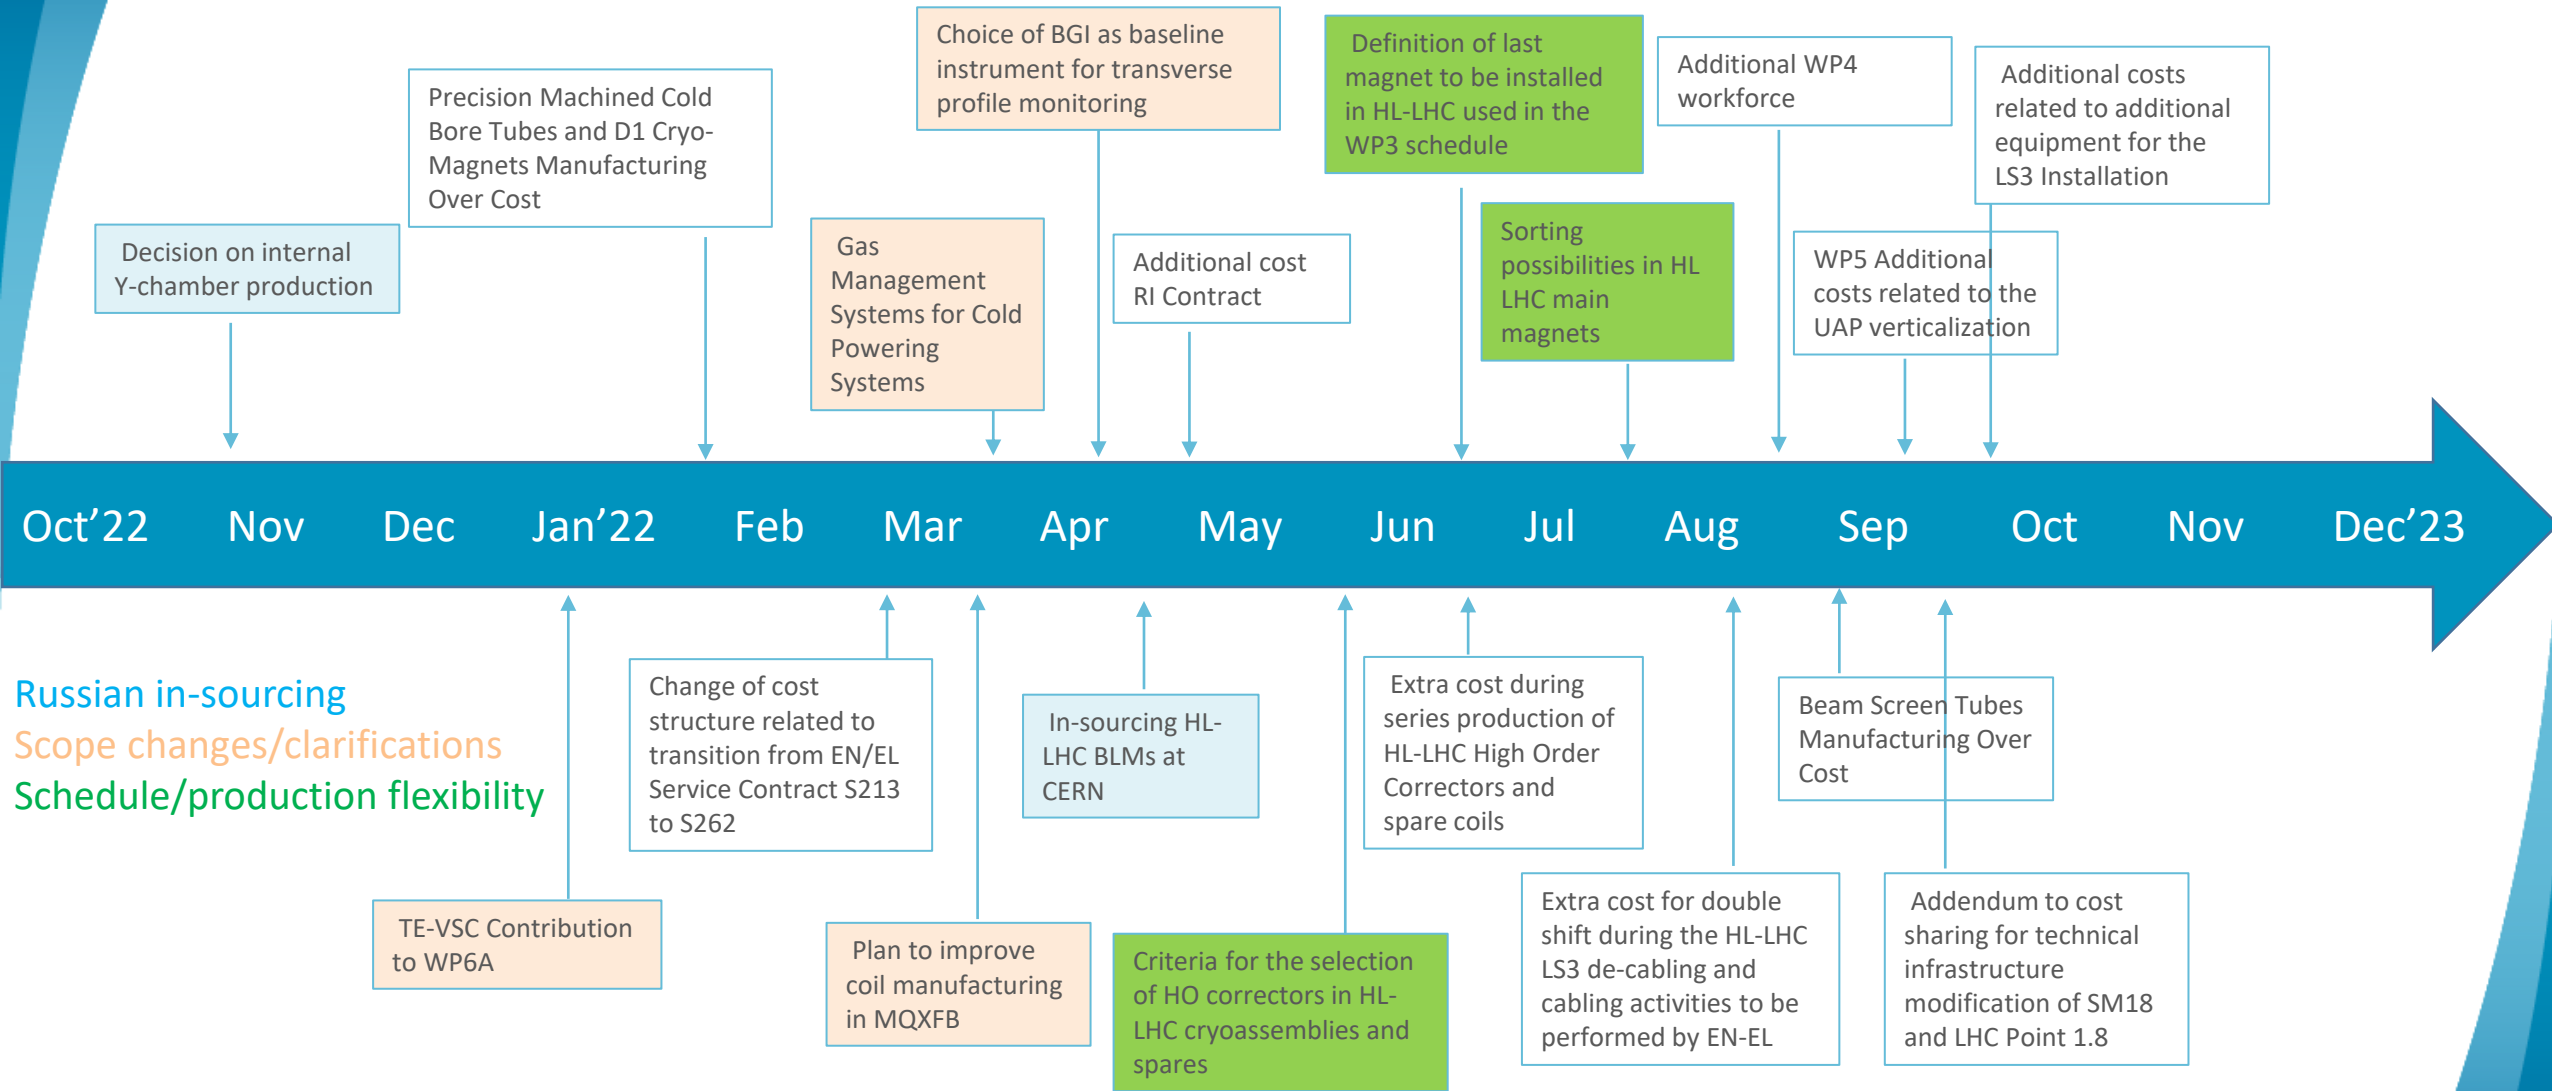 Choice of BGI as baseline
instrument for transverse
profile monitoring
Definition of last
magnet to be installed
in HL-LHC used in the
WP3 schedule
Additional WP4
workforce
Additional costs
related to additional
equipment for the
LS3 Installation
Precision Machined Cold
Bore Tubes and D1 Cryo-
Magnets Manufacturing
Over Cost
Decision on internal
Y-chamber production
Gas
Management
Systems for Cold
Powering
Systems
Additional cost
RI Contract
Sorting
possibilities in HL
LHC main
magnets
WP5 Additional
costs related to the
UAP verticalization
Oct'22 Nov Dec Jan'22 Feb Mar Apr May Jun Jul Aug Sep Oct Nov Dec'23
Russian in-sourcing
Scope changes/clarifications
Schedule/production flexibility
TE-VSC Contribution
to WP6A
Change of cost
structure related to
transition from EN/EL
Service Contract S213
to S262
Plan to improve
coil manufacturing
in MQXFB
In-sourcing HL-
LHC BLMs at
CERN
Criteria for the selection
of HO correctors in HL-
LHC cryoassemblies and
spares
Extra cost during
series production of
HL-LHC High Order
Correctors and
spare coils
Extra cost for double
shift during the HL-LHC
LS3 de-cabling and
cabling activities to be
performed by EN-EL
Beam Screen Tubes
Manufacturing Over
Cost
Addendum to cost
sharing for technical
infrastructure
modification of SM18
and LHC Point 1.8